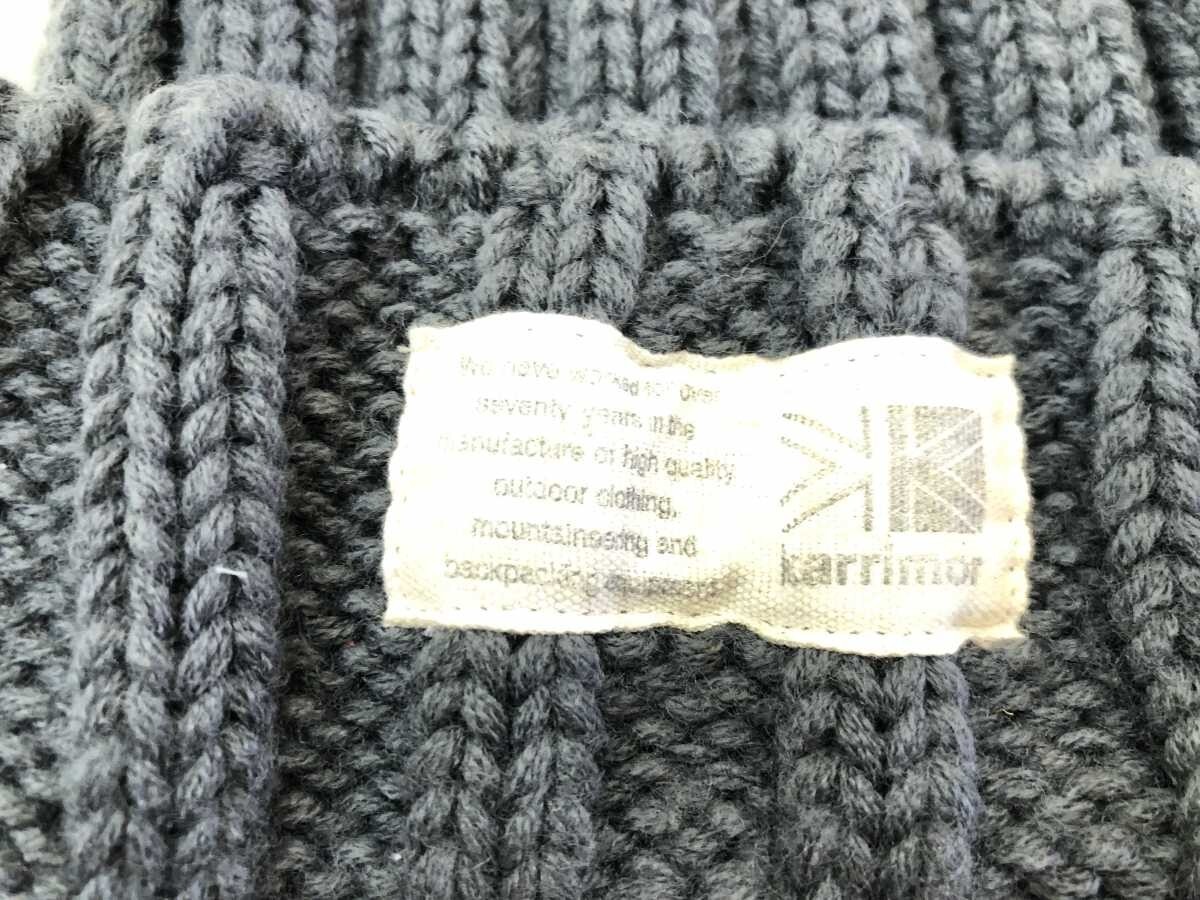 We have worked for over
seventy years in the
manufacture of high quality
outdoor clothing,
mountaineering and
backpacking
karrimor